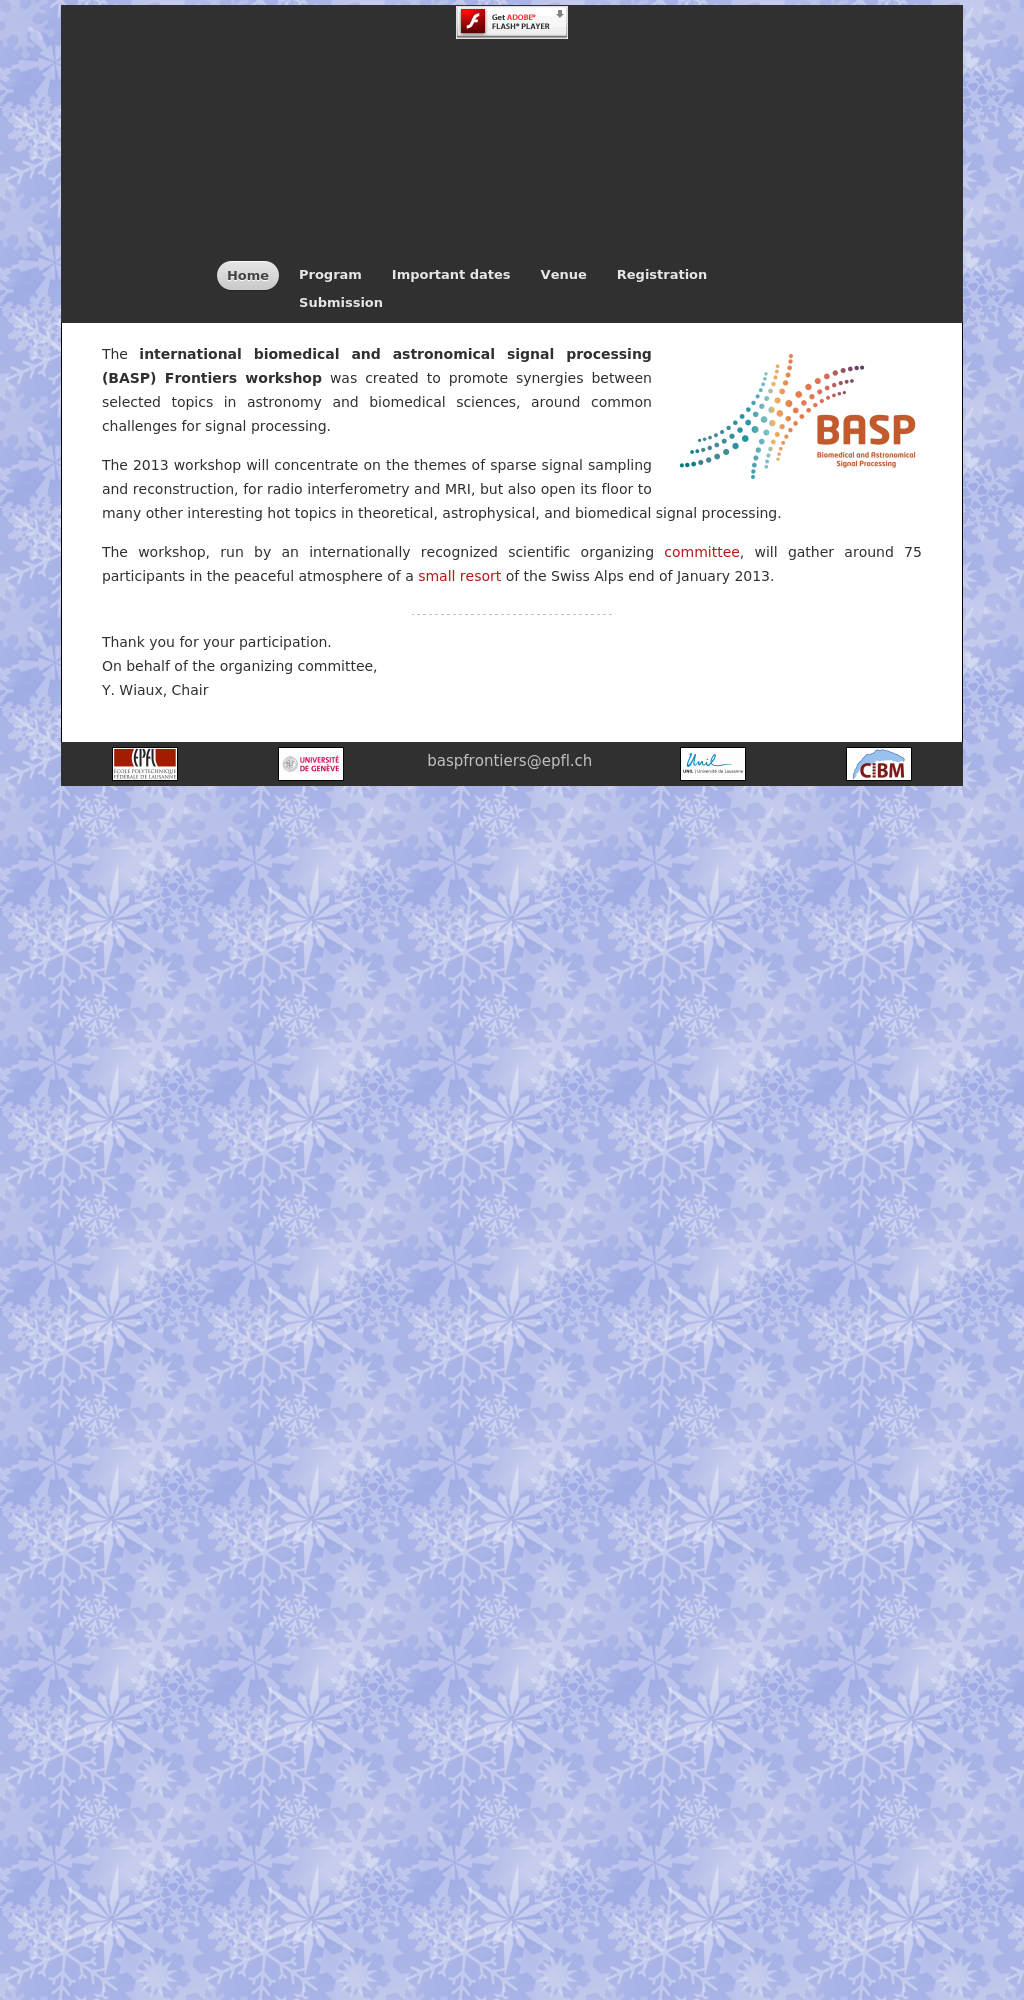 Get ADOBE®
FLASH® PLAYER
Home Program Important dates Venue Registration
Submission
The international biomedical and astronomical signal processing
(BASP) Frontiers workshop was created to promote synergies between
selected topics in astronomy and biomedical sciences, around common
challenges for signal processing.
BASP
Biomedical and Astronomical
Signal Processing
The 2013 workshop will concentrate on the themes of sparse signal sampling
and reconstruction, for radio interferometry and MRI, but also open its floor to
many other interesting hot topics in theoretical, astrophysical, and biomedical signal processing.
The workshop, run by an internationally recognized scientific organizing committee, will gather around 75
participants in the peaceful atmosphere of a small resort of the Swiss Alps end of January 2013.
Thank you for your participation.
On behalf of the organizing committee,
Y. Wiaux, Chair
EPFL
ÉCOLE POLYTECHNIQUE
FÉDÉRALE DE LAUSANNE
UNIVERSITÉ
DE GENÈVE
baspfrontiers@epfl.ch
Unil
UNIL | Université de Lausanne
CIBM